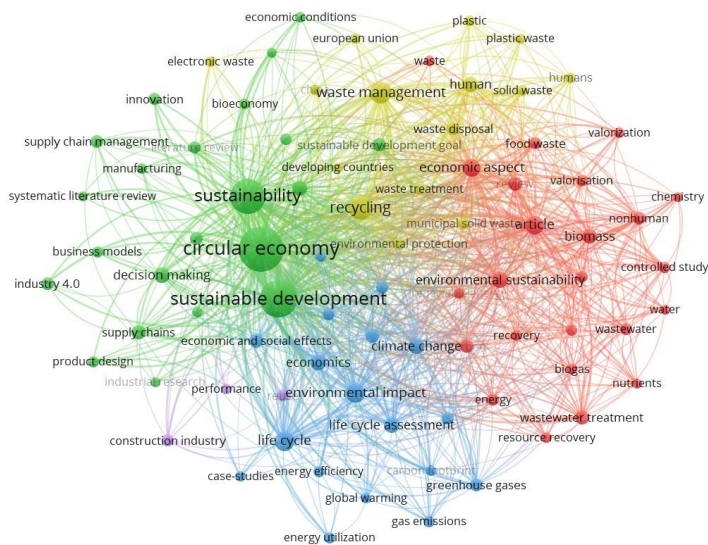 economic conditions
plastic
european union
plastic waste
electronic waste
waste
humans
human
solid waste
waste management
innovation
bioeconomy
waste disposal
valorization
supply chain management
literature review
sustainable development goal
food waste
manufacturing
developing countries
economic aspect
valorisation
review
systematic literature review
sustainability
waste treatment
chemistry
recycling
municipal solid waste
article
nonhuman
biomass
business models
circular economy
environmental protection
controlled study
decision making
environmental sustainability
industry 4.0
sustainable development
water
supply chains
economic and social effects
climate change
recovery
wastewater
product design
economics
biogas
industrial research
performance
environmental impact
energy
nutrients
construction industry
life cycle
life cycle assessment
wastewater treatment
resource recovery
case-studies
energy efficiency
carbon footprint
greenhouse gases
global warming
gas emissions
energy utilization